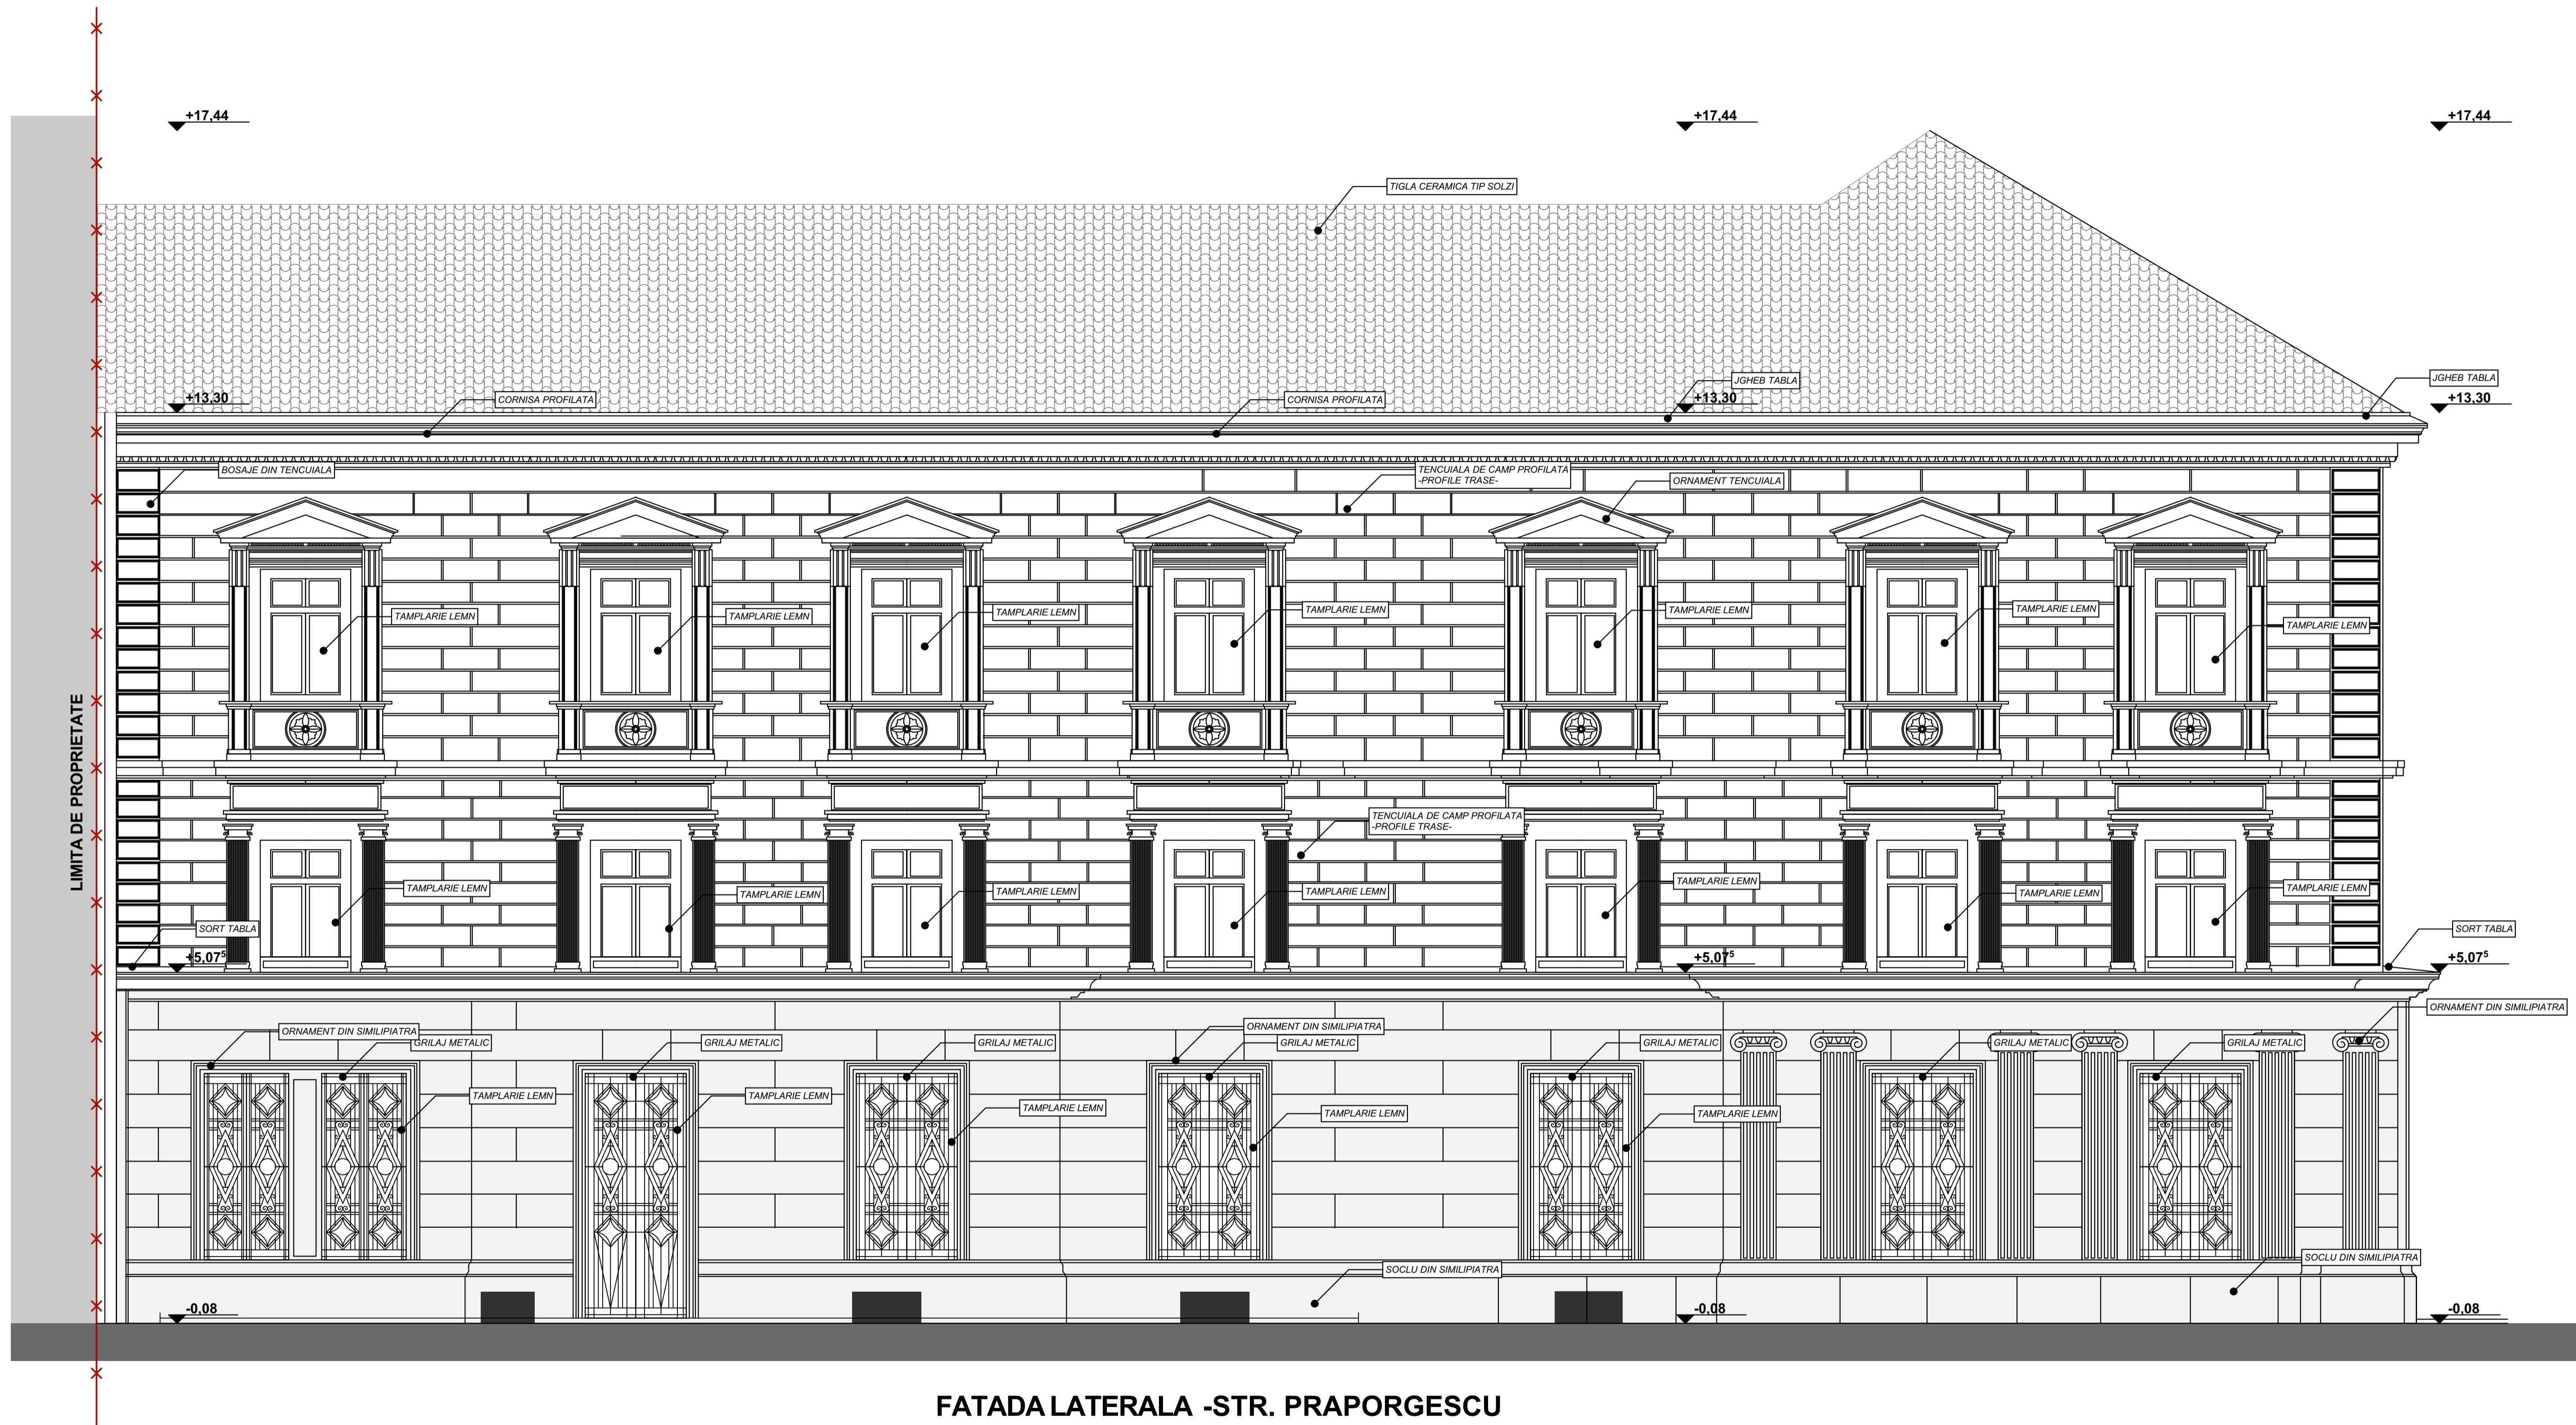 +17,44
+17,44
+17,44
TIGLA CERAMICA TIP SOLZI
JGHEB TABLA
JGHEB TABLA
+13,30
CORNISA PROFILATA
CORNISA PROFILATA
+13,30
+13,30
BOSAJE DIN TENCUIALA
TENCUIALA DE CAMP PROFILATA
-PROFILE TRASE-
ORNAMENT TENCUIALA
TAMPLARIE LEMN
TAMPLARIE LEMN
TAMPLARIE LEMN
TAMPLARIE LEMN
TAMPLARIE LEMN
TAMPLARIE LEMN
TAMPLARIE LEMN
LIMITA DE PROPRIETATE
TENCUIALA DE CAMP PROFILATA
-PROFILE TRASE-
TAMPLARIE LEMN
TAMPLARIE LEMN
TAMPLARIE LEMN
TAMPLARIE LEMN
TAMPLARIE LEMN
TAMPLARIE LEMN
TAMPLARIE LEMN
SORT TABLA
SORT TABLA
+5,07⁵
+5,07⁵
+5,07⁵
ORNAMENT DIN SIMILIPIATRA
ORNAMENT DIN SIMILIPIATRA
ORNAMENT DIN SIMILIPIATRA
GRILAJ METALIC
GRILAJ METALIC
GRILAJ METALIC
GRILAJ METALIC
GRILAJ METALIC
GRILAJ METALIC
GRILAJ METALIC
TAMPLARIE LEMN
TAMPLARIE LEMN
TAMPLARIE LEMN
TAMPLARIE LEMN
TAMPLARIE LEMN
SOCLU DIN SIMILIPIATRA
SOCLU DIN SIMILIPIATRA
-0,08
-0,08
-0,08
FATADA LATERALA -STR. PRAPORGESCU